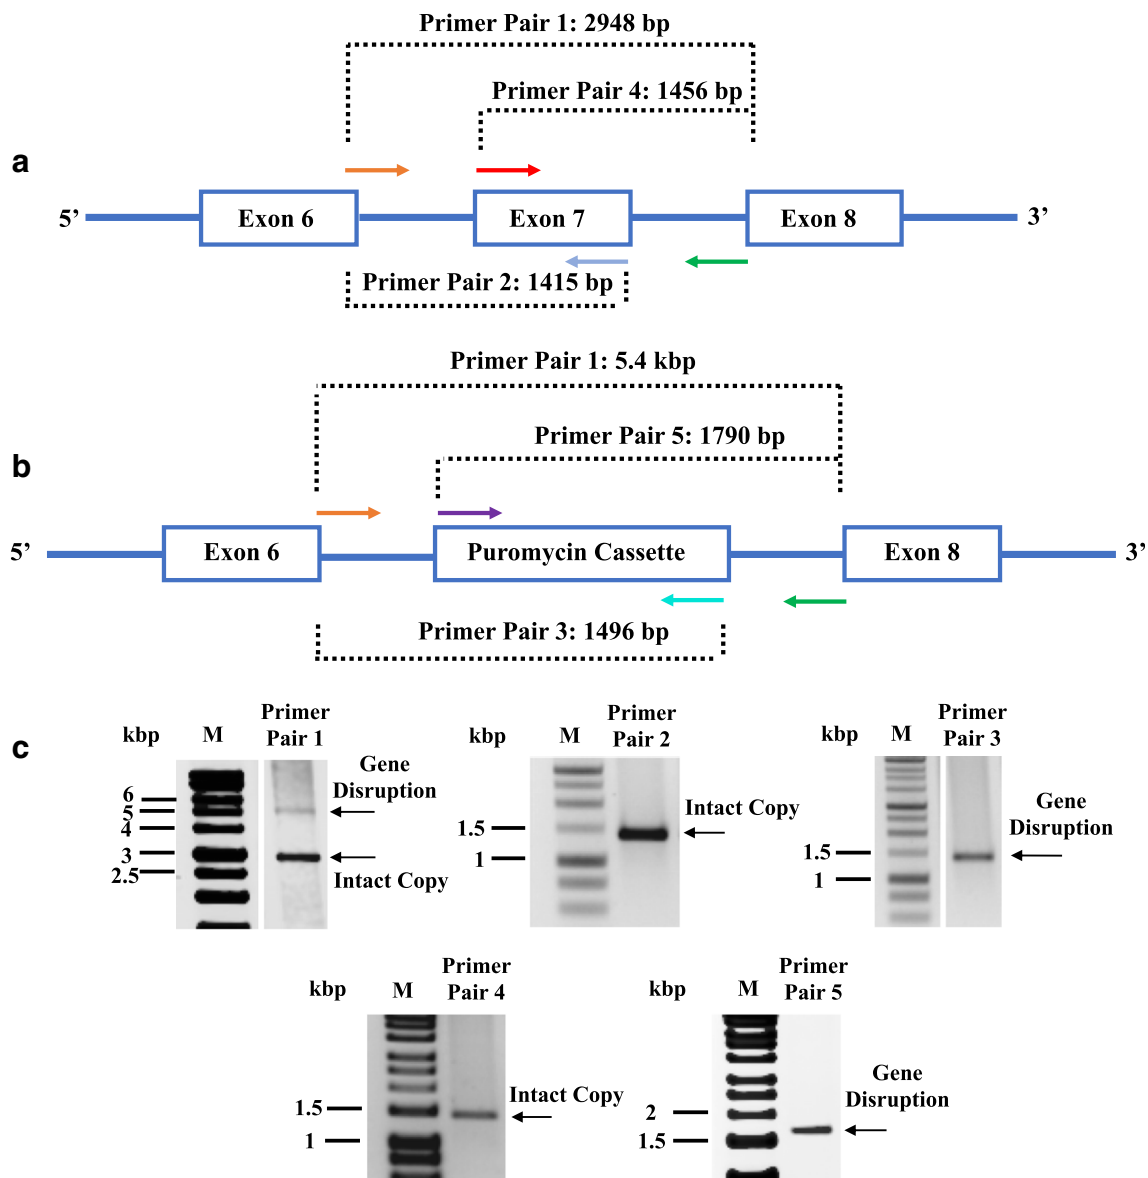 Primer Pair 1: 2948 bp
Primer Pair 4: 1456 bp
a
5’ Exon 6 Exon 7 Exon 8 3’
Primer Pair 2: 1415 bp
Primer Pair 1: 5.4 kbp
Primer Pair 5: 1790 bp
b
5’ Exon 6 Puromycin Cassette Exon 8 3’
Primer Pair 3: 1496 bp
c
kbp M Primer
Pair 1
Gene
Disruption
6
5
4
3
2.5
Intact Copy
kbp M Primer
Pair 2
Intact Copy
1.5
1
kbp M Primer
Pair 3
Gene
Disruption
1.5
1
kbp M Primer
Pair 4
Intact Copy
1.5
1
kbp M Primer
Pair 5
Gene
Disruption
2
1.5